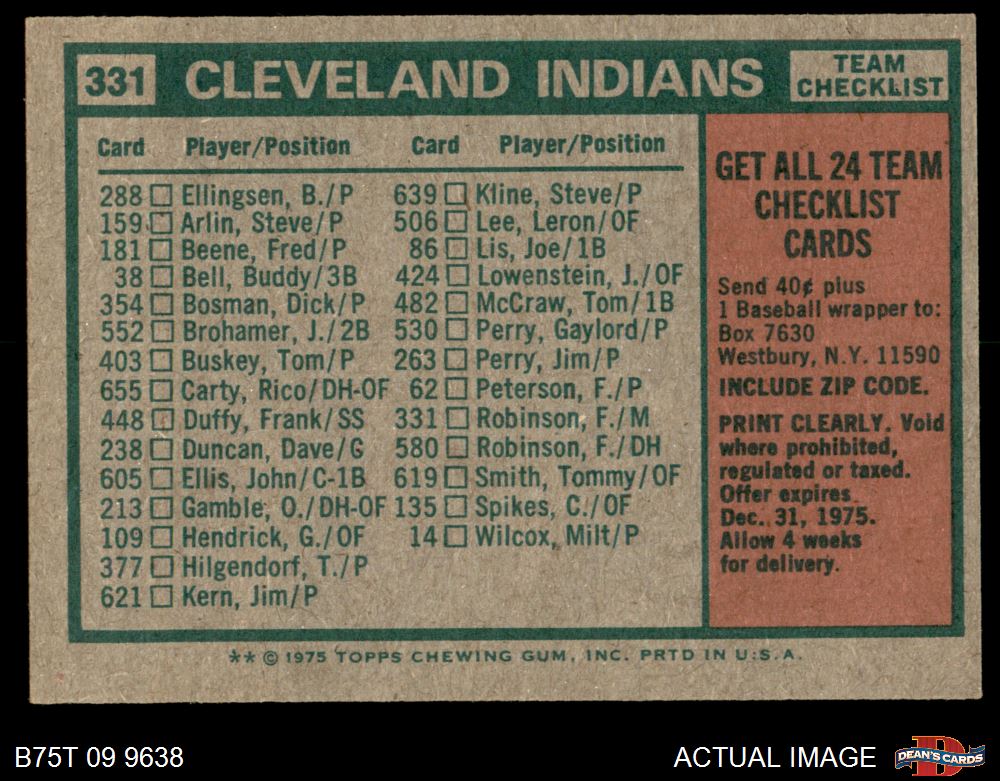 331 CLEVELAND INDIANS TEAM CHECKLIST
Card Player/Position
288 Ellingsen, B./P
159 Arlin, Steve/P
181 Beene, Fred/P
38 Bell, Buddy/3B
354 Bosman, Dick/P
552 Brohamer, J./2B
403 Buskey, Tom/P
655 Carty, Rico/DH-OF
448 Duffy, Frank/SS
238 Duncan, Dave/G
605 Ellis, John/C-1B
213 Gamble, O./DH-OF
109 Hendrick, G./OF
377 Hilgendorf, T./P
621 Kern, Jim/P
Card Player/Position
639 Kline, Steve/P
506 Lee, Leron/OF
86 Lis, Joe/1B
424 Lowenstein, J./OF
482 McCraw, Tom/1B
530 Perry, Gaylord/P
263 Perry, Jim/P
62 Peterson, F./P
331 Robinson, F./M
580 Robinson, F./DH
619 Smith, Tommy/OF
135 Spikes, C./OF
14 Wilcox, Milt/P
GET ALL 24 TEAM
CHECKLIST
CARDS
Send 40¢ plus
1 Baseball wrapper to:
Box 7630
Westbury, N.Y. 11590
INCLUDE ZIP CODE.
PRINT CLEARLY. Void
where prohibited,
regulated or taxed.
Offer expires
Dec. 31, 1975.
Allow 4 weeks
for delivery.
** © 1975 TOPPS CHEWING GUM, INC. PRTD IN U.S.A.
B75T 09 9638
ACTUAL IMAGE
DEAN'S CARDS